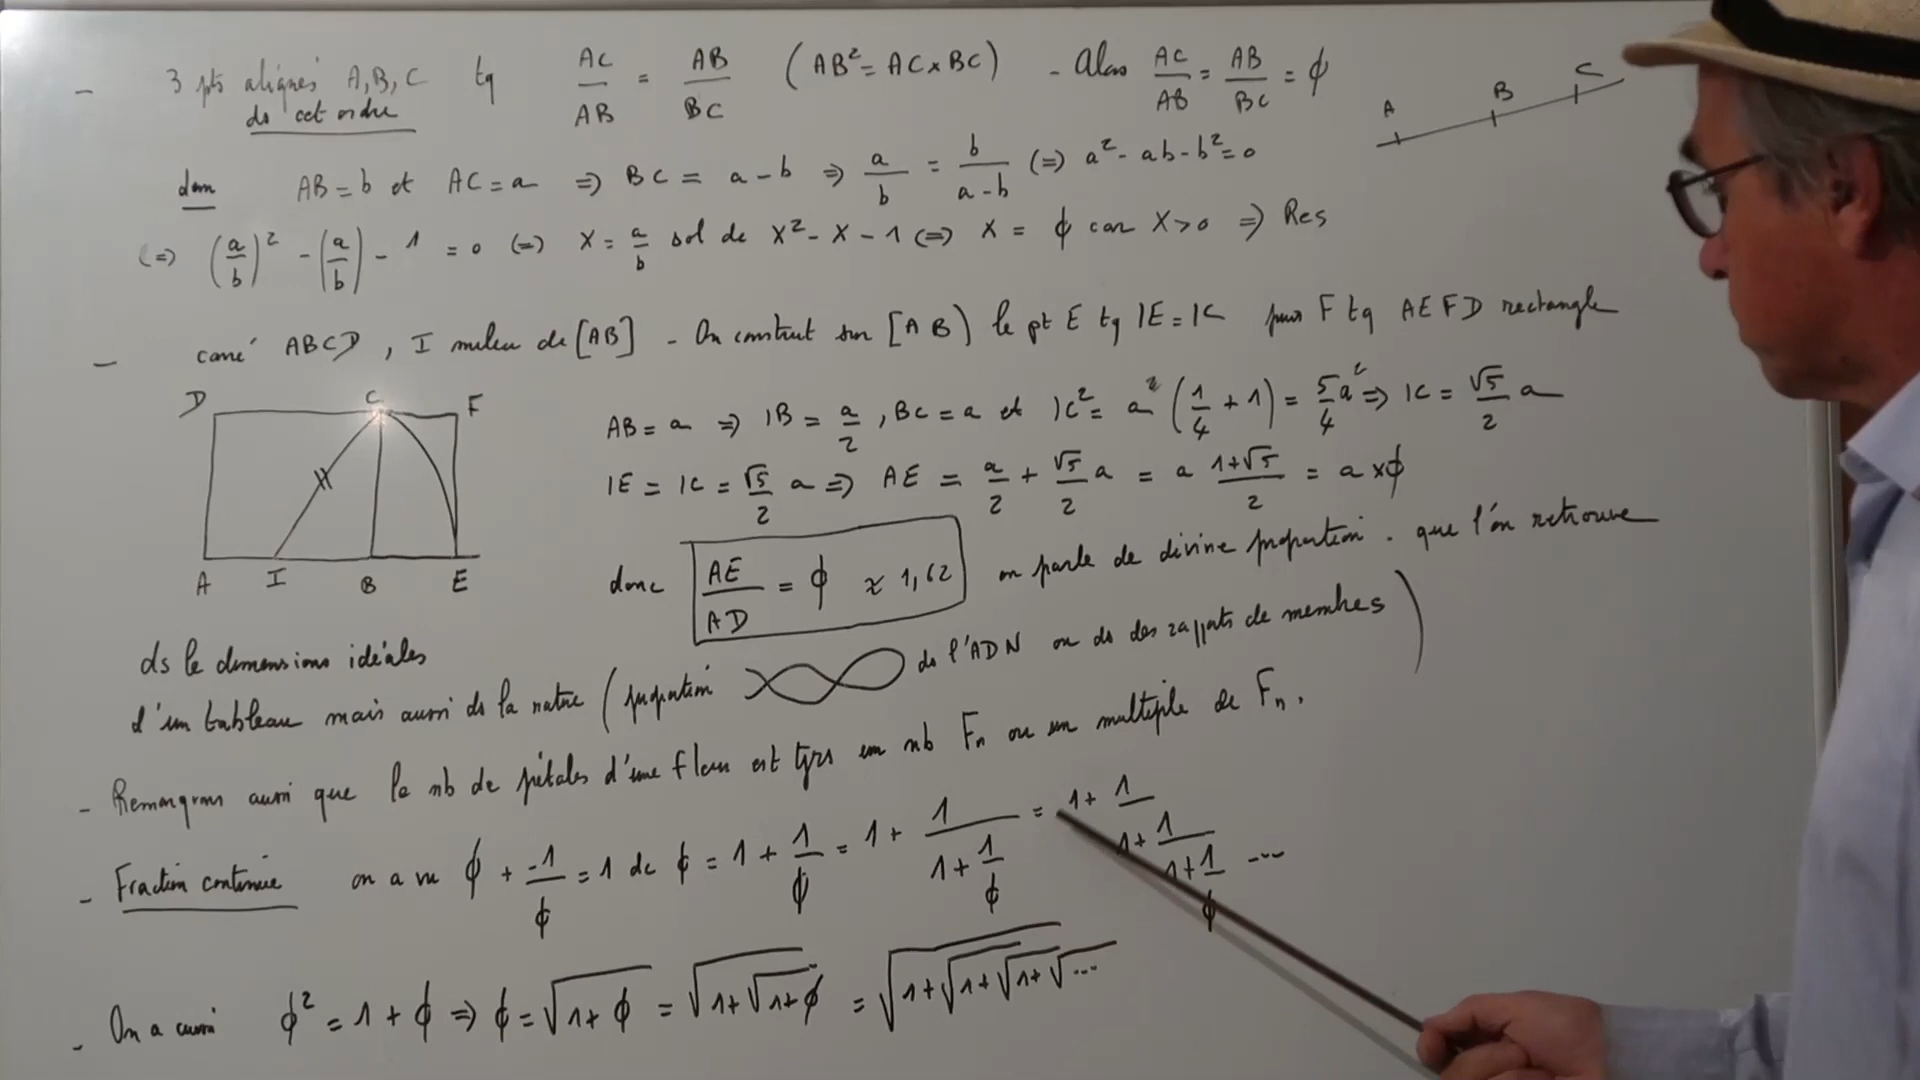 - 3 pts alignés A, B, C tq AC/AB = AB/BC (AB² = AC × BC) - Alors AC/AB = AB/BC = ϕ
ds cet ordre
A B C
dem AB = b et AC = a ⇒ BC = a - b ⇒ a/b = b/(a-b) (=) a² - ab - b² = 0
(=) (a/b)² - (a/b) - 1 = 0 (=) X = a/b sol de X² - X - 1 (=) X = ϕ car X > 0 ⇒ Res
- carré ABCD, I milieu de [AB] - On construit sur [AB) le pt E tq IE = IC puis F tq AEFD rectangle
D C F
A I B E
AB = a ⇒ IB = a/2, BC = a et IC² = a² (1/4 + 1) = 5/4 a² ⇒ IC = √5/2 a
IE = IC = √5/2 a ⇒ AE = a/2 + √5/2 a = a (1+√5)/2 = a × ϕ
donc AE/AD = ϕ ≈ 1,62 on parle de divine proportion. que l'on retrouve
ds le dimensions idéales
d'un tableau mais aussi ds la nature (proportion de l'ADN ou ds des rapports de membres)
- Remarquons aussi que le nb de pétales d'une fleur est tjrs un nb Fn ou un multiple de Fn.
- Fraction continue on a vu ϕ + -1/ϕ = 1 dc ϕ = 1 + 1/ϕ = 1 + 1/(1 + 1/ϕ) = 1 + 1/(1 + 1/(1 + 1/ϕ)) ---
- On a aussi ϕ² = 1 + ϕ ⇒ ϕ = √(1 + ϕ) = √(1 + √(1 + ϕ)) = √(1 + √(1 + √(1 + √...)))